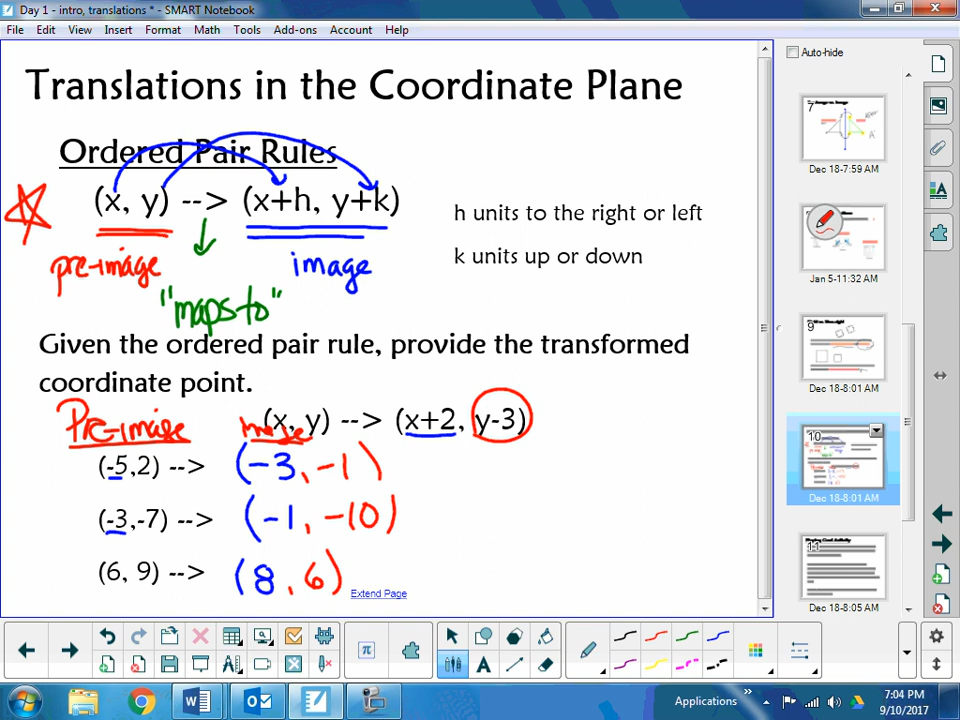 Day 1 - intro, translations * - SMART Notebook
File Edit View Insert Format Math Tools Add-ons Account Help
Translations in the Coordinate Plane
Ordered Pair Rules
(x, y) --> (x+h, y+k)
h units to the right or left
k units up or down
pre-image
image
"maps to"
Given the ordered pair rule, provide the transformed
coordinate point.
Pre-image
(x, y) --> (x+2, y-3)
(-5,2) --> (-3, -1)
(-3,-7) --> (-1, -10)
(6, 9) --> (8, 6)
Extend Page
Auto-hide
7
Dec 18-7:59 AM
Jan 5-11:32 AM
9
Dec 18-8:01 AM
10
Dec 18-8:01 AM
11
Dec 18-8:05 AM
π
A
W
Applications
»
7:04 PM
9/10/2017